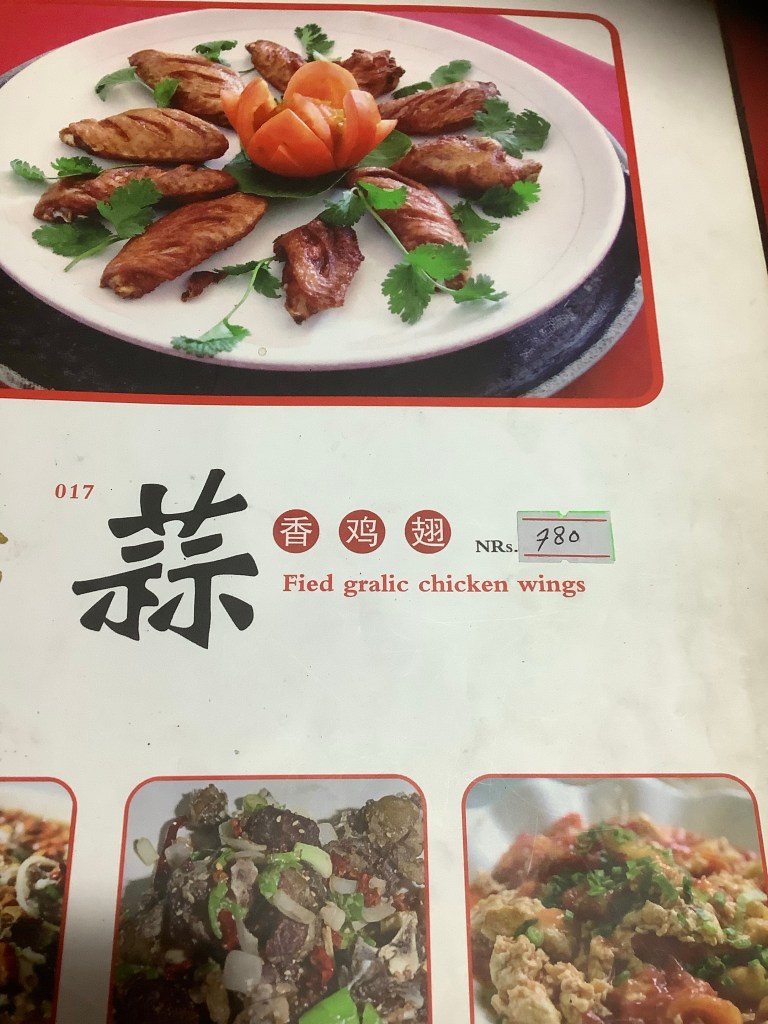 017
蒜香鸡翅 NRs. 780
Fied gralic chicken wings